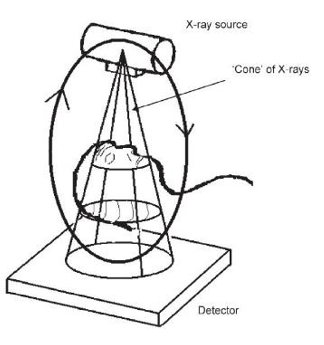 X-ray source
‘Cone’ of X-rays
Detector